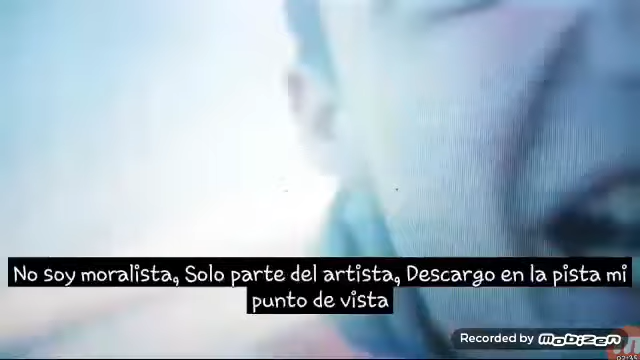 No soy moralista, Solo parte del artista, Descargo en la pista mi
punto de vista
Recorded by mobizen